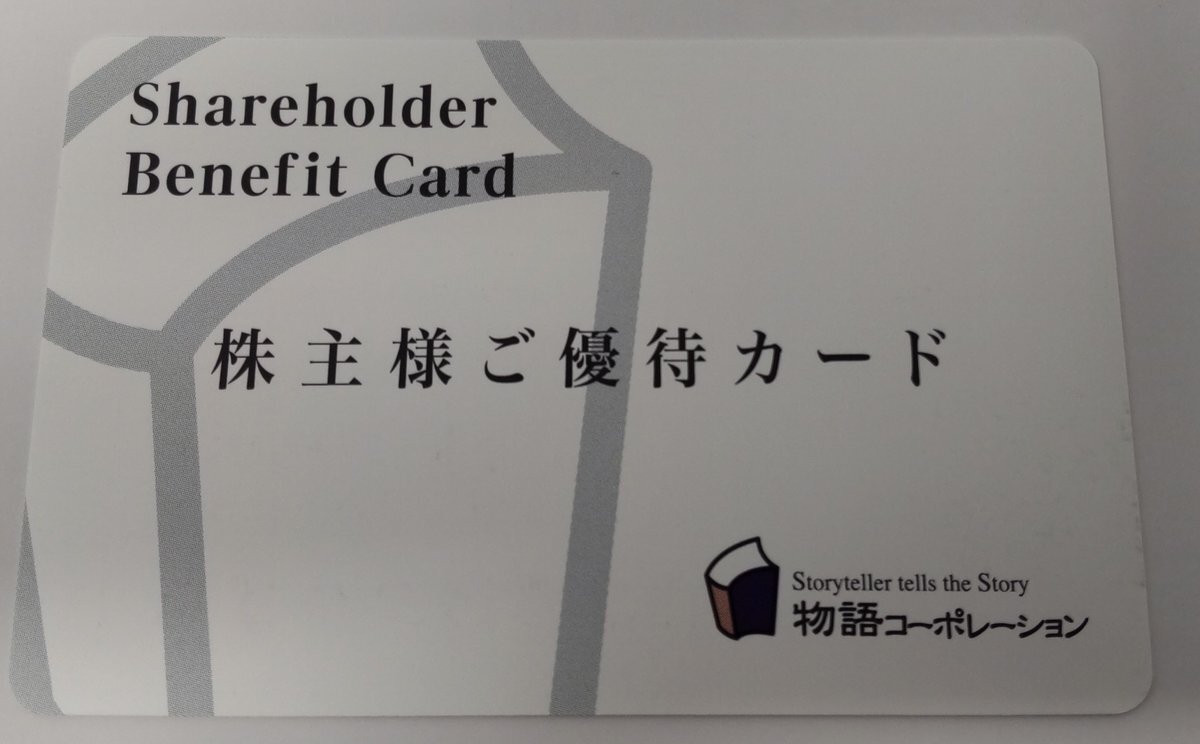 Shareholder
Benefit Card
株主様ご優待カード
Storyteller tells the Story
物語コーポレーション